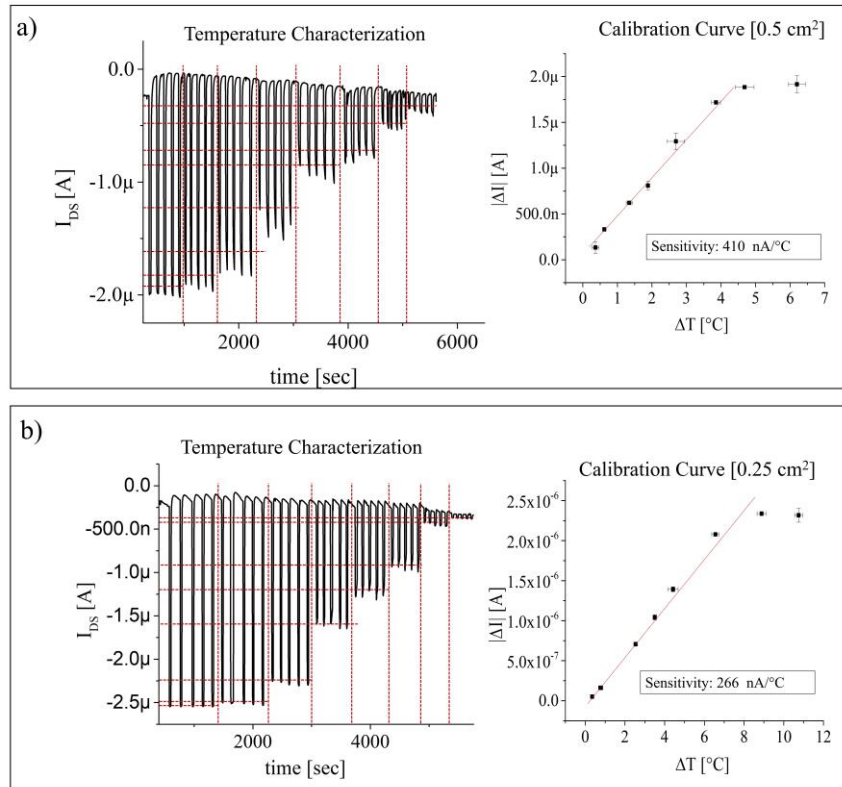 a)
Temperature Characterization
0.0
-1.0µ
-2.0µ
I_DS [A]
2000 4000 6000
time [sec]
Calibration Curve [0.5 cm²]
2.0µ
1.5µ
1.0µ
500.0n
0.0
|ΔI| [A]
Sensitivity: 410 nA/°C
0 1 2 3 4 5 6 7
ΔT [°C]
b)
Temperature Characterization
0.0
-500.0n
-1.0µ
-1.5µ
-2.0µ
-2.5µ
I_DS [A]
2000 4000
time [sec]
Calibration Curve [0.25 cm²]
2.5x10⁻⁶
2.0x10⁻⁶
1.5x10⁻⁶
1.0x10⁻⁶
5.0x10⁻⁷
0.0
|ΔI| [A]
Sensitivity: 266 nA/°C
0 2 4 6 8 10 12
ΔT [°C]